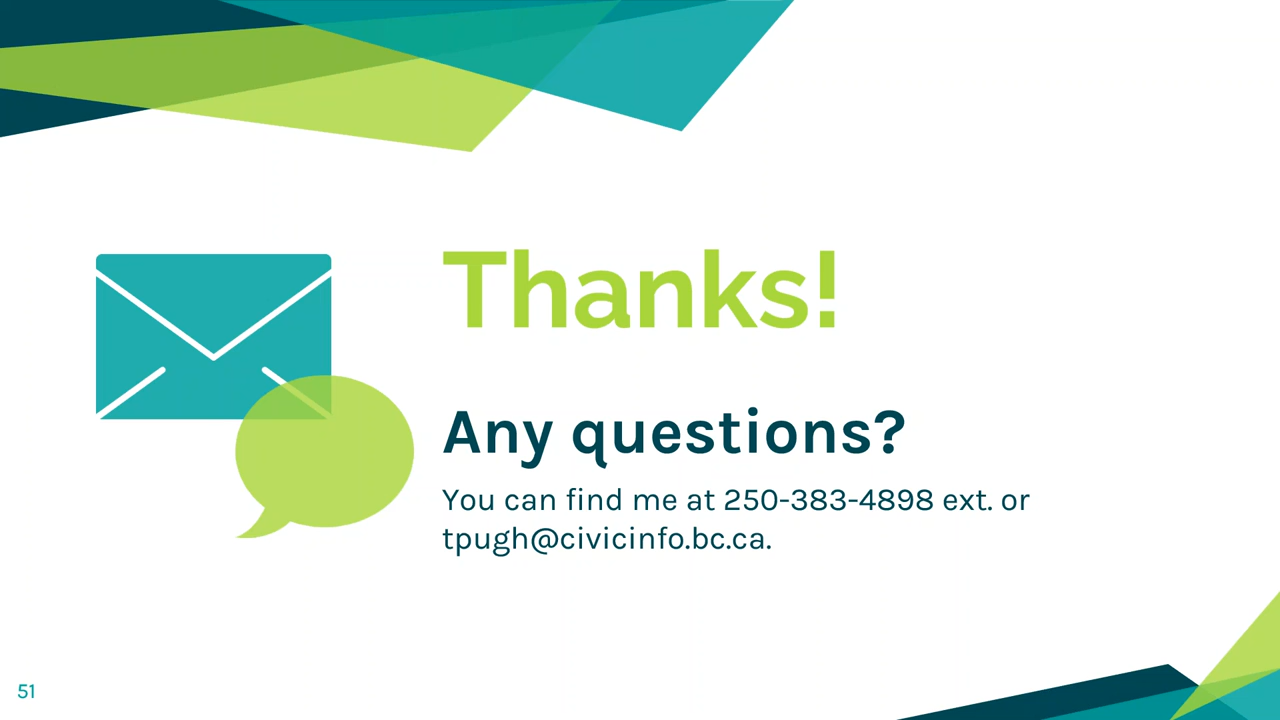 Thanks!
Any questions?
You can find me at 250-383-4898 ext. or
tpugh@civicinfo.bc.ca.
51